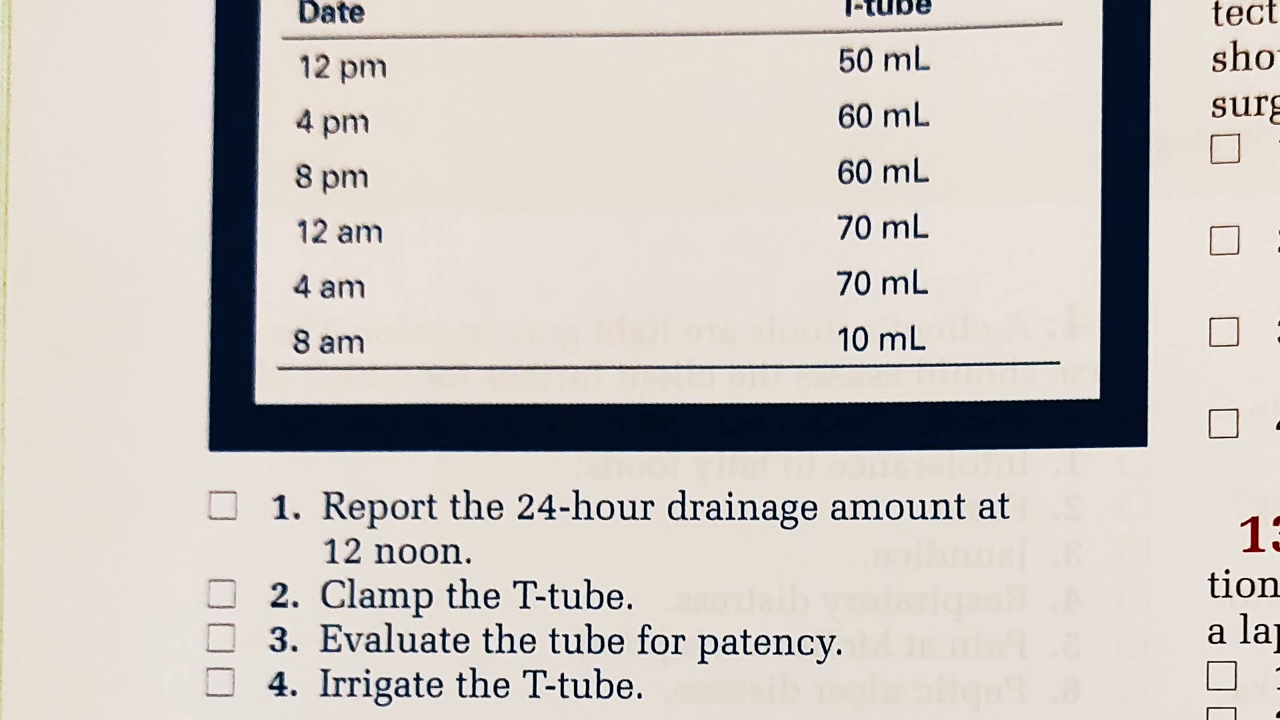 Date T-tube
12 pm 50 mL
4 pm 60 mL
8 pm 60 mL
12 am 70 mL
4 am 70 mL
8 am 10 mL
1. Report the 24-hour drainage amount at
12 noon.
2. Clamp the T-tube.
3. Evaluate the tube for patency.
4. Irrigate the T-tube.
tect
sho
surg
13
tion
a lap